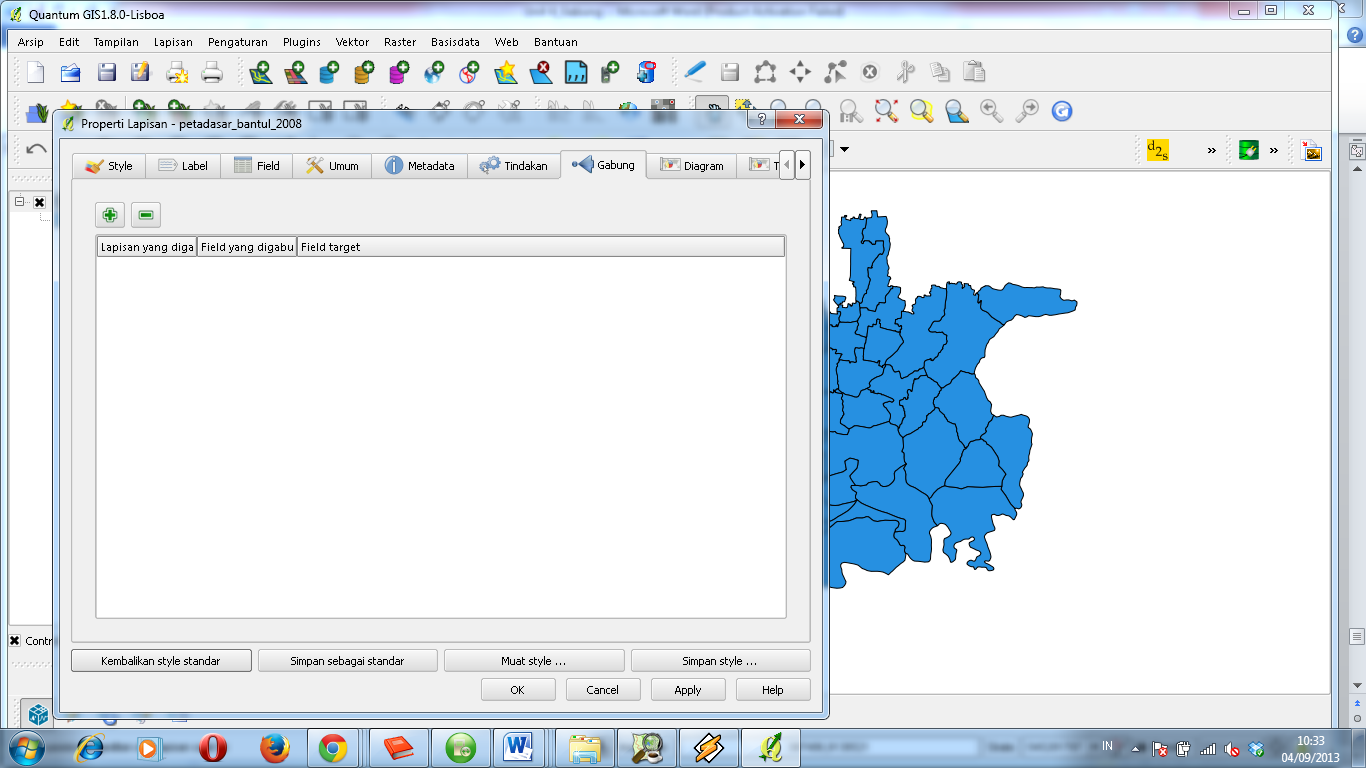 Quantum GIS1.8.0-Lisboa
Arsip Edit Tampilan Lapisan Pengaturan Plugins Vektor Raster Basisdata Web Bantuan
Properti Lapisan - petadasar_bantul_2008
Style Label Field Umum Metadata Tindakan Gabung Diagram T
d2s
Lapisan yang diga Field yang digabu Field target
Contr
Kembalikan style standar Simpan sebagai standar Muat style ... Simpan style ...
OK Cancel Apply Help
IN
10:33
04/09/2013